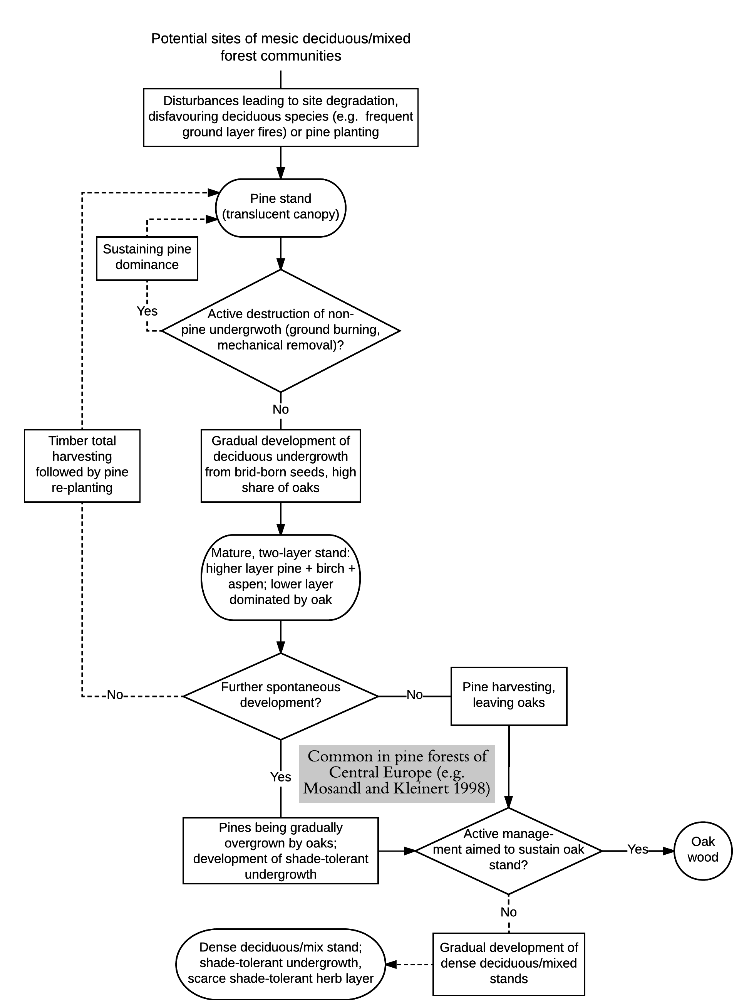 Potential sites of mesic deciduous/mixed
forest communities
Disturbances leading to site degradation,
disfavouring deciduous species (e.g.  frequent
ground layer fires) or pine planting
Pine stand
(translucent canopy)
Sustaining pine
dominance
Yes
Active destruction of non-
pine undergrwoth (ground burning,
mechanical removal)?
No
Timber total
harvesting
followed by pine
re-planting
Gradual development of
deciduous undergrowth
from brid-born seeds, high
share of oaks
Mature, two-layer stand:
higher layer pine + birch +
aspen; lower layer
dominated by oak
No
Further spontaneous
development?
No
Pine harvesting,
leaving oaks
Yes
Common in pine forests of
Central Europe (e.g.
Mosandl and Kleinert 1998)
Pines being gradually
overgrown by oaks;
development of shade-tolerant
undergrowth
Active manage-
ment aimed to sustain oak
stand?
Yes
Oak
wood
No
Dense deciduous/mix stand;
shade-tolerant undergrowth,
scarce shade-tolerant herb layer
Gradual development of
dense deciduous/mixed
stands